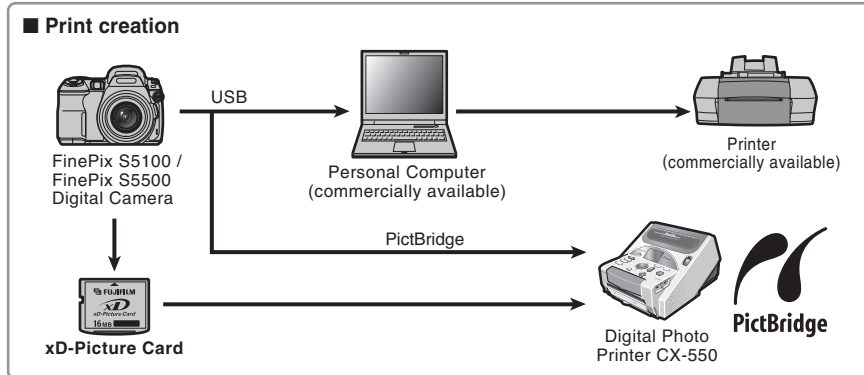 ■ Print creation
USB
FinePix S5100 /
FinePix S5500
Digital Camera
Personal Computer
(commercially available)
Printer
(commercially available)
PictBridge
FUJIFILM
xD
xD-Picture Card
16MB
xD-Picture Card
Digital Photo
Printer CX-550
PictBridge